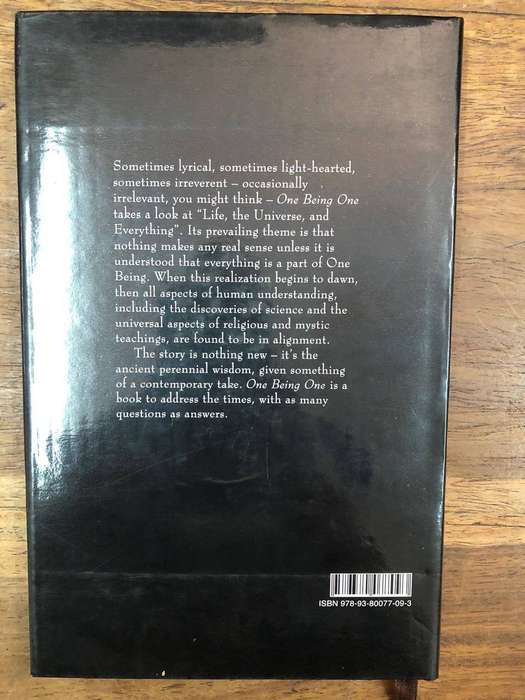 Sometimes lyrical, sometimes light-hearted,
sometimes irreverent – occasionally
irrelevant, you might think – One Being One
takes a look at "Life, the Universe, and
Everything". Its prevailing theme is that
nothing makes any real sense unless it is
understood that everything is a part of One
Being. When this realization begins to dawn,
then all aspects of human understanding,
including the discoveries of science and the
universal aspects of religious and mystic
teachings, are found to be in alignment.
The story is nothing new – it's the
ancient perennial wisdom, given something
of a contemporary take. One Being One is a
book to address the times, with as many
questions as answers.
ISBN 978-93-80077-09-3